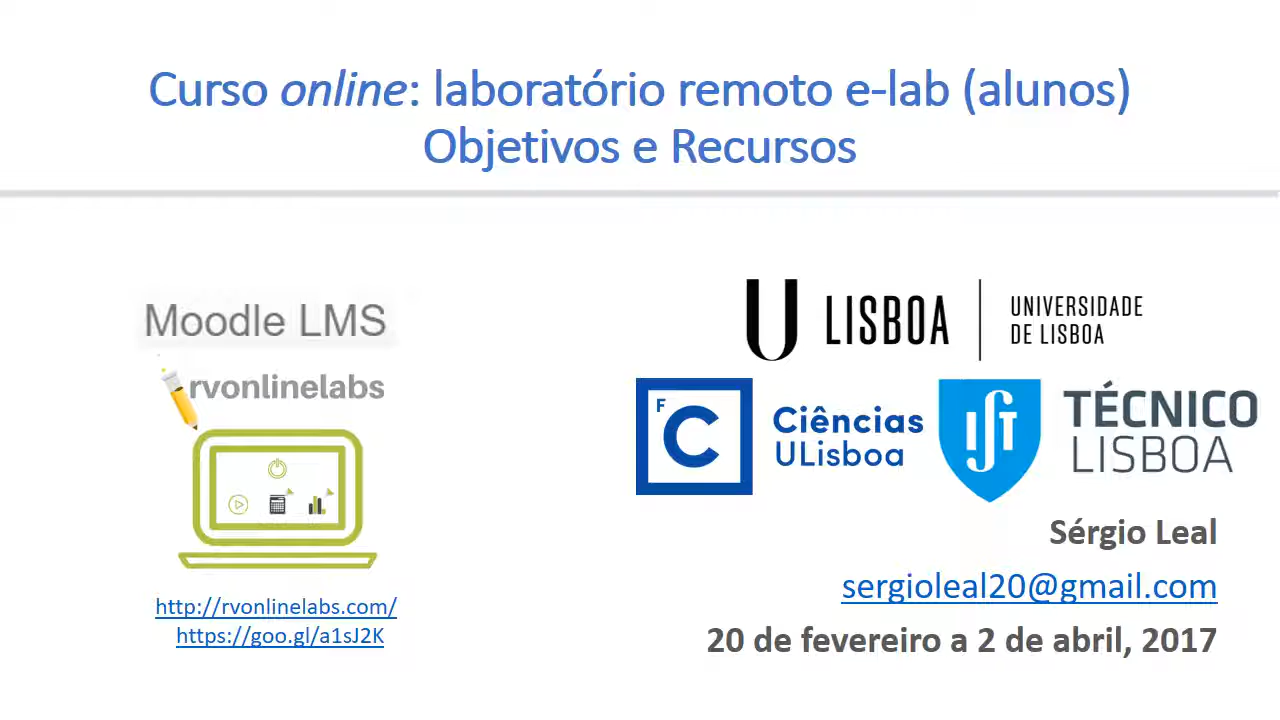 Curso online: laboratório remoto e-lab (alunos)
Objetivos e Recursos
Moodle LMS
rvonlinelabs
http://rvonlinelabs.com/
https://goo.gl/a1sJ2K
U LISBOA
UNIVERSIDADE
DE LISBOA
F
C
Ciências
ULisboa
IST
TÉCNICO
LISBOA
Sérgio Leal
sergioleal20@gmail.com
20 de fevereiro a 2 de abril, 2017